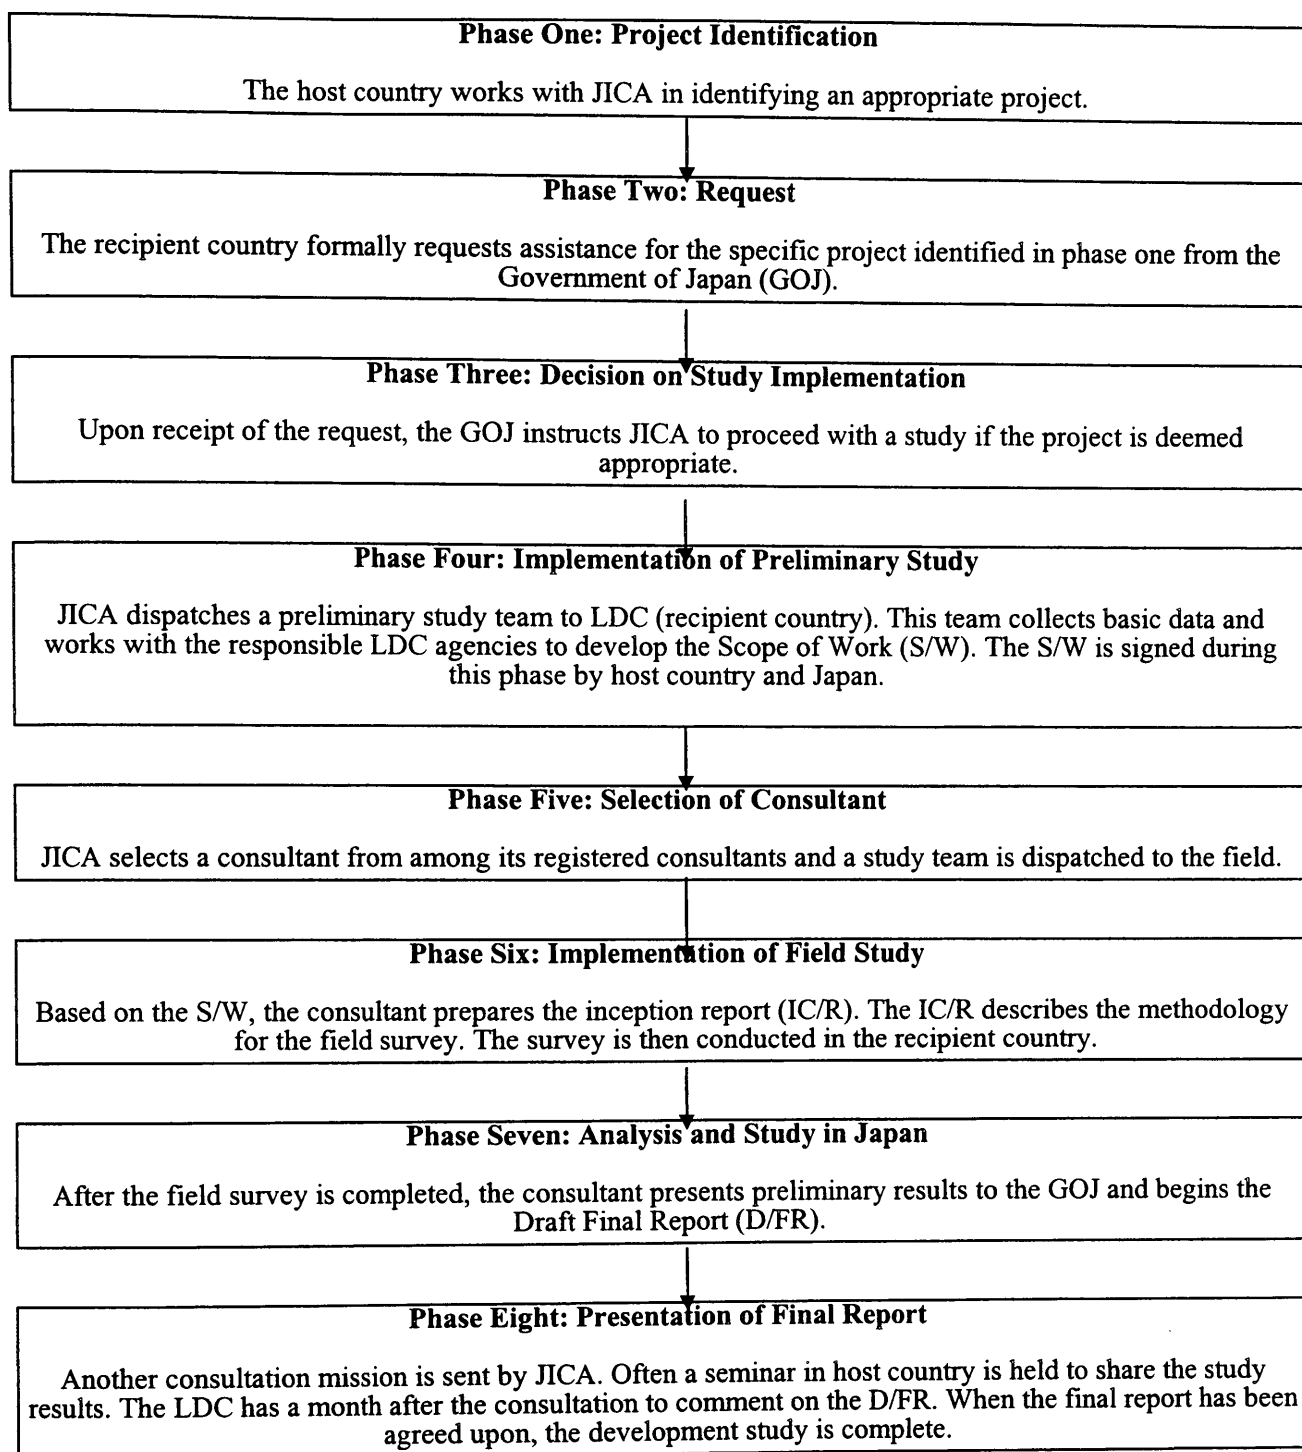 Phase One: Project Identification
The host country works with JICA in identifying an appropriate project.
Phase Two: Request
The recipient country formally requests assistance for the specific project identified in phase one from the
Government of Japan (GOJ).
Phase Three: Decision on Study Implementation
Upon receipt of the request, the GOJ instructs JICA to proceed with a study if the project is deemed
appropriate.
Phase Four: Implementation of Preliminary Study
JICA dispatches a preliminary study team to LDC (recipient country). This team collects basic data and
works with the responsible LDC agencies to develop the Scope of Work (S/W). The S/W is signed during
this phase by host country and Japan.
Phase Five: Selection of Consultant
JICA selects a consultant from among its registered consultants and a study team is dispatched to the field.
Phase Six: Implementation of Field Study
Based on the S/W, the consultant prepares the inception report (IC/R). The IC/R describes the methodology
for the field survey. The survey is then conducted in the recipient country.
Phase Seven: Analysis and Study in Japan
After the field survey is completed, the consultant presents preliminary results to the GOJ and begins the
Draft Final Report (D/FR).
Phase Eight: Presentation of Final Report
Another consultation mission is sent by JICA. Often a seminar in host country is held to share the study
results. The LDC has a month after the consultation to comment on the D/FR. When the final report has been
agreed upon, the development study is complete.